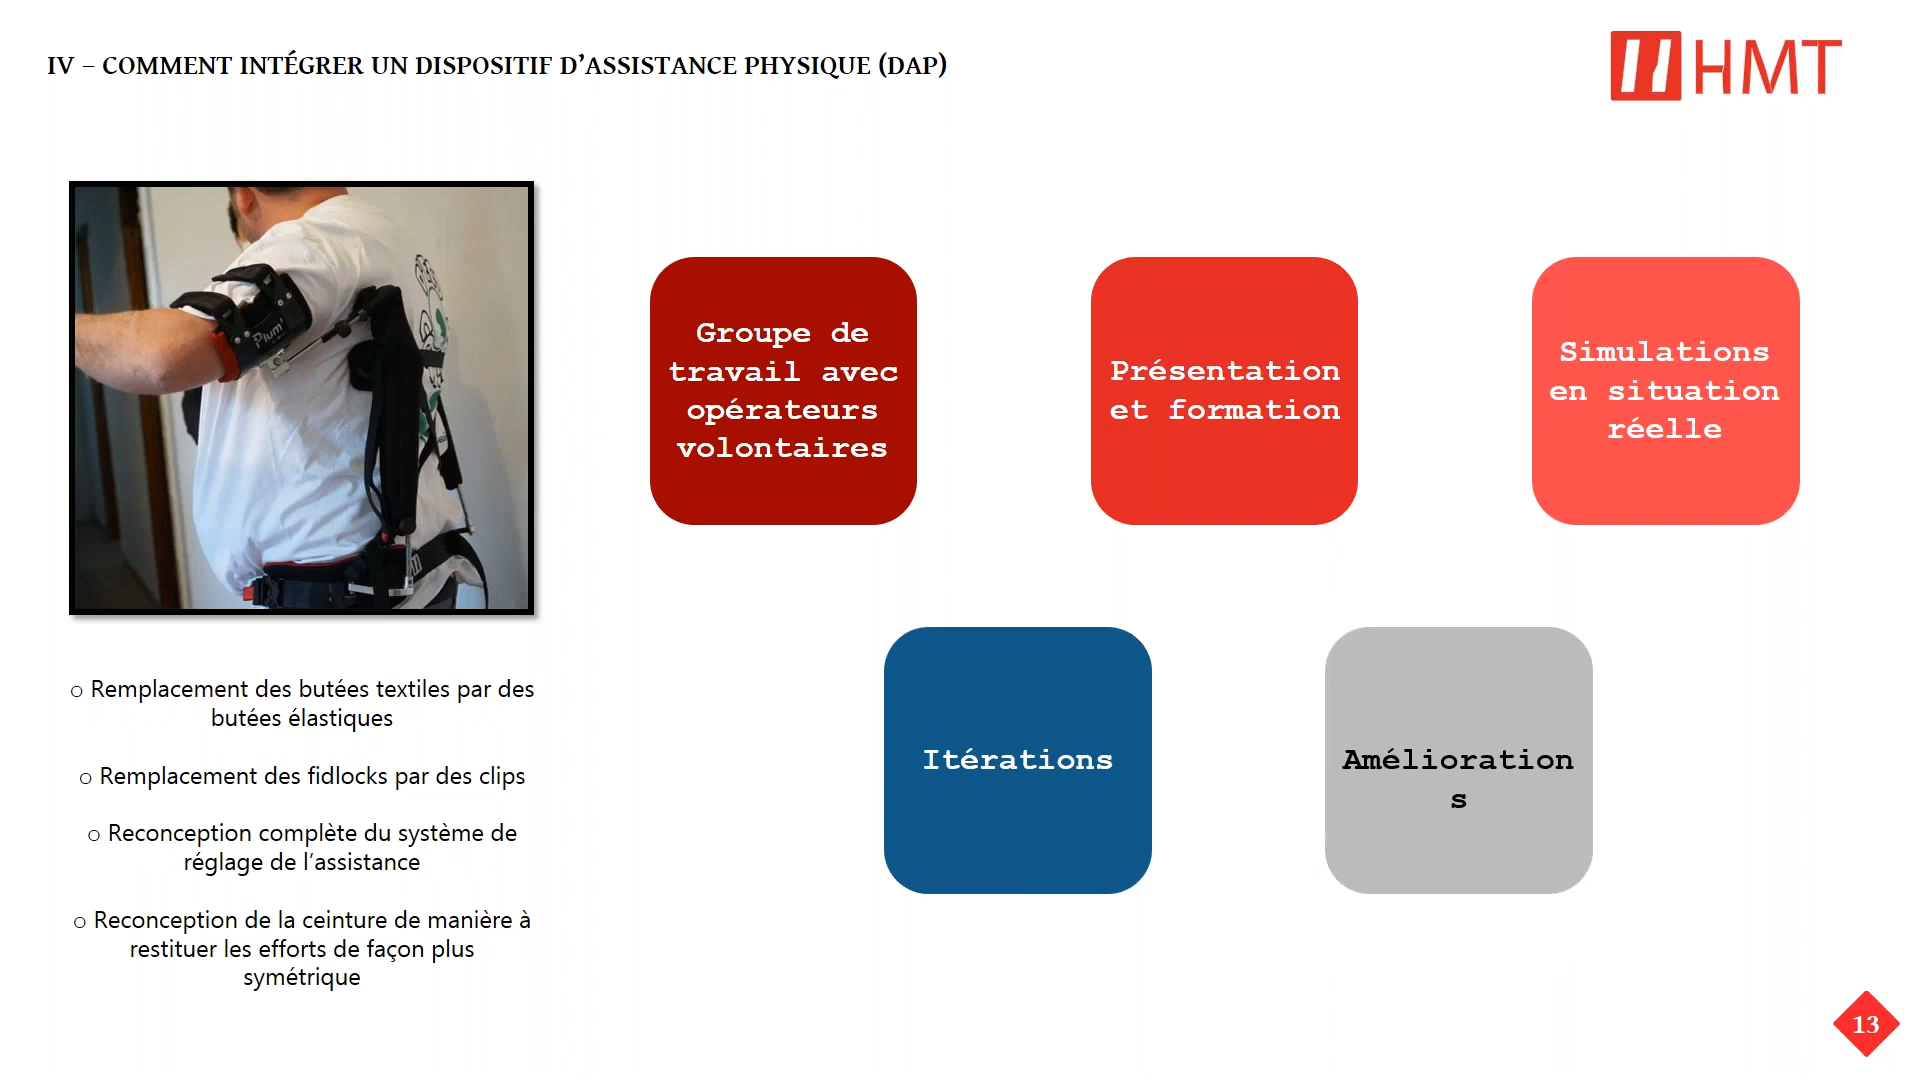 IV – COMMENT INTÉGRER UN DISPOSITIF D’ASSISTANCE PHYSIQUE (DAP)
HMT
Plum'
Groupe de
travail avec
opérateurs
volontaires
Présentation
et formation
Simulations
en situation
réelle
Itérations
Amélioration
s
o Remplacement des butées textiles par des
butées élastiques
o Remplacement des fidlocks par des clips
o Reconception complète du système de
réglage de l’assistance
o Reconception de la ceinture de manière à
restituer les efforts de façon plus
symétrique
13